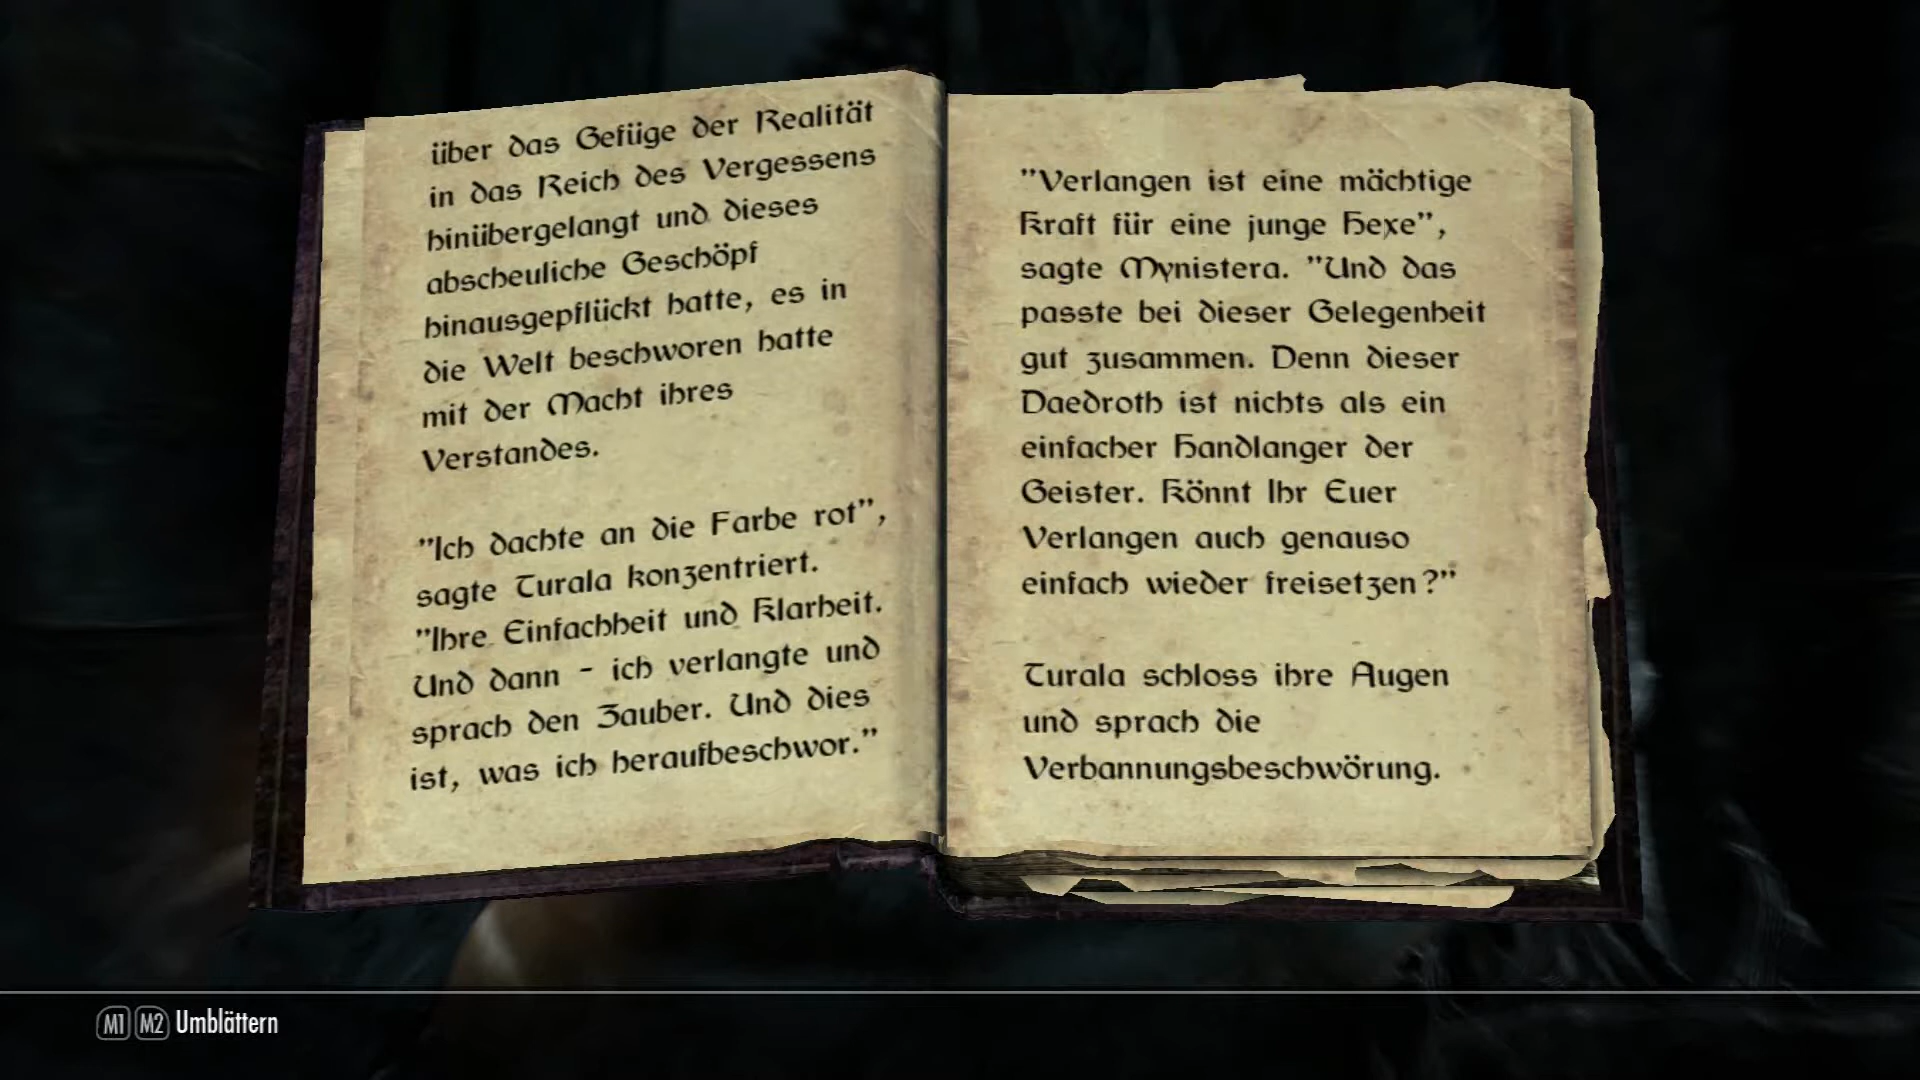 über das Gefüge der Realität
in das Reich des Vergessens
hinübergelangt und dieses
abscheuliche Geschöpf
hinausgepflückt hatte, es in
die Welt beschworen hatte
mit der Macht ihres
Verstandes.
"Ich dachte an die Farbe rot",
sagte Turala konzentriert.
"Ihre Einfachheit und Klarheit.
Und dann - ich verlangte und
sprach den Zauber. Und dies
ist, was ich heraufbeschwor."
"Verlangen ist eine mächtige
Kraft für eine junge Hexe",
sagte Mynistera. "Und das
passte bei dieser Gelegenheit
gut zusammen. Denn dieser
Daedroth ist nichts als ein
einfacher Handlanger der
Geister. Könnt Ihr Euer
Verlangen auch genauso
einfach wieder freisetzen?"
Turala schloss ihre Augen
und sprach die
Verbannungsbeschwörung.
M1 M2 Umblättern